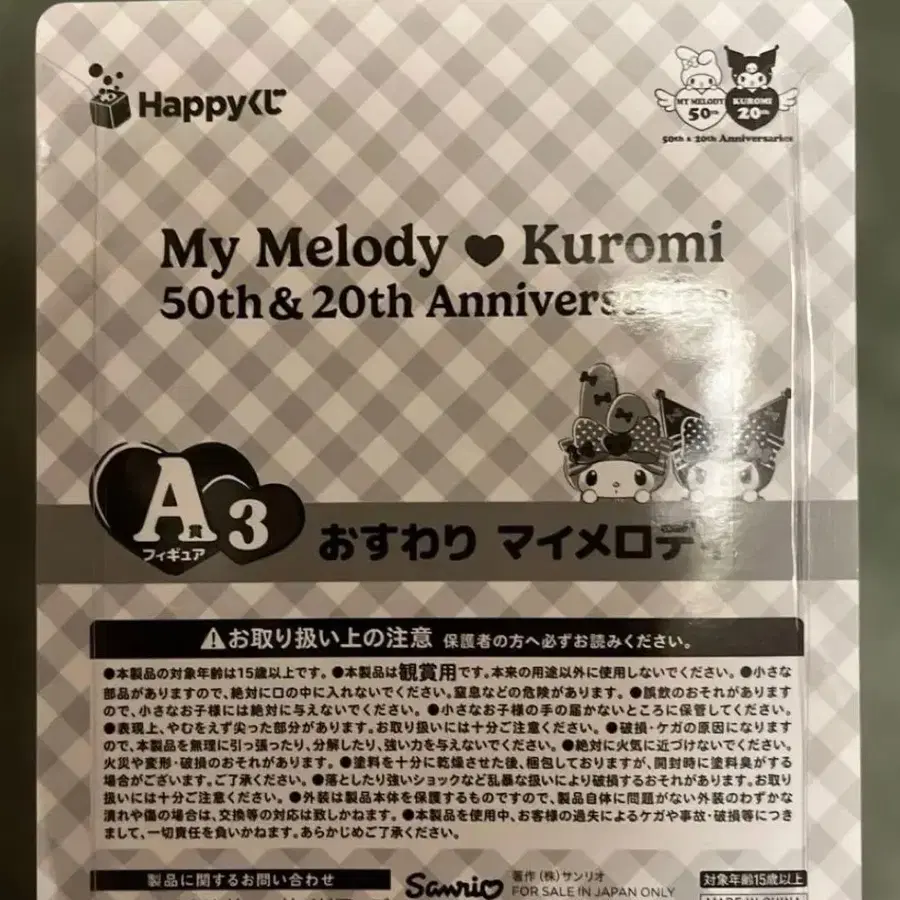 Happyくじ
MY MELODY 50th KUROMI 20th
50th & 20th Anniversaries
My Melody ♥ Kuromi
50th & 20th Anniversaries
A賞 3
フィギュア
おすわり マイメロディ
⚠お取り扱い上の注意 保護者の方へ必ずお読みください。
●本製品の対象年齢は15歳以上です。●本製品は観賞用です。本来の用途以外に使用しないでください。●小さな
部品がありますので、絶対に口の中に入れないでください。窒息などの危険があります。●誤飲のおそれがあります
ので、小さなお子様には絶対に与えないでください。●小さなお子様の手の届かないところに保管してください。
●表現上、やむをえず尖った部分があります。お取り扱いには十分ご注意ください。●破損・ケガの原因になります
ので、本製品を無理に引っ張ったり、分解したり、強い力を与えないでください。●絶対に火気に近づけないでください。
火災や変形・破損のおそれがあります。●塗料を十分に乾燥させた後、梱包しておりますが、開封時に塗料臭がする
場合がございます。ご了承ください。●落としたり強いショックなど乱暴な扱いにより破損するおそれがあります。お取り
扱いには十分ご注意ください。●外装は製品本体を保護するものですので、製品自体に問題がない外装のわずかな
潰れや傷の場合は、交換等の対応は致しかねます。●本製品を使用中、お客様の過失によるケガや事故・破損等につき
まして、一切責任を負いかねます。あらかじめご了承ください。
製品に関するお問い合わせ
Sanrio
著作(株)サンリオ
FOR SALE IN JAPAN ONLY
対象年齢15歳以上
MADE IN CHINA